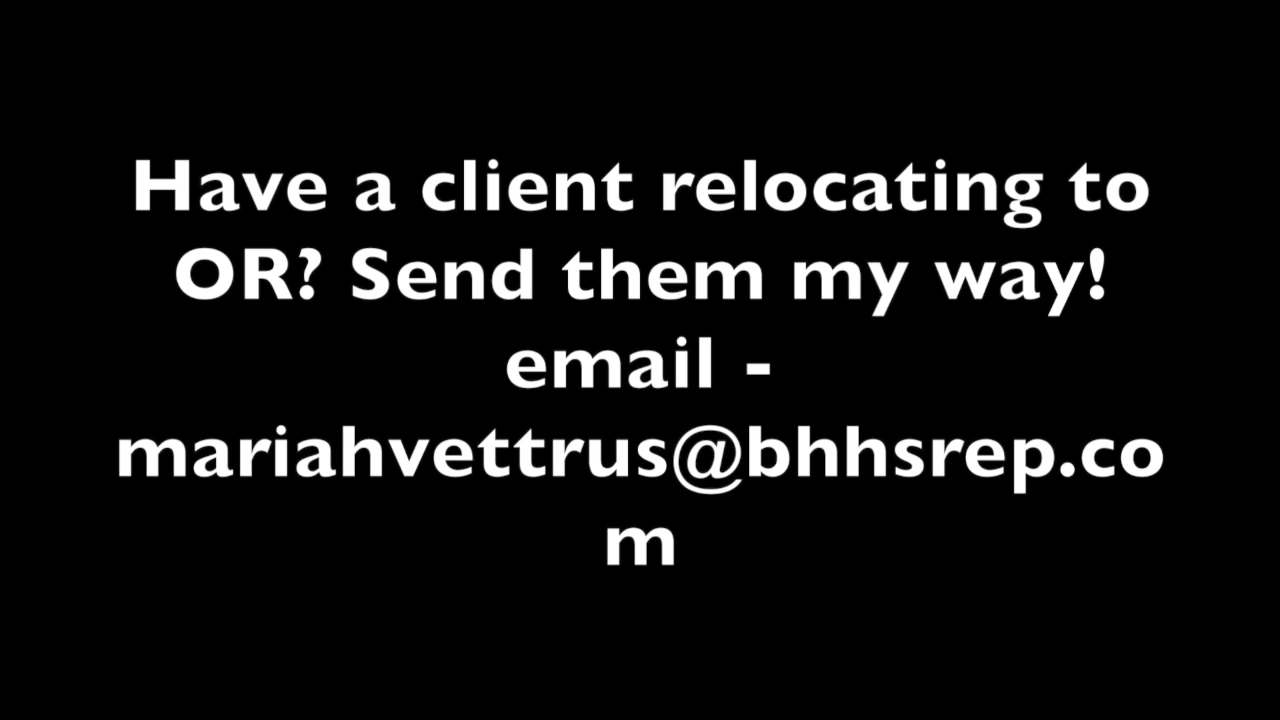 Have a client relocating to
OR? Send them my way!
email -
mariahvettrus@bhhsrep.co
m